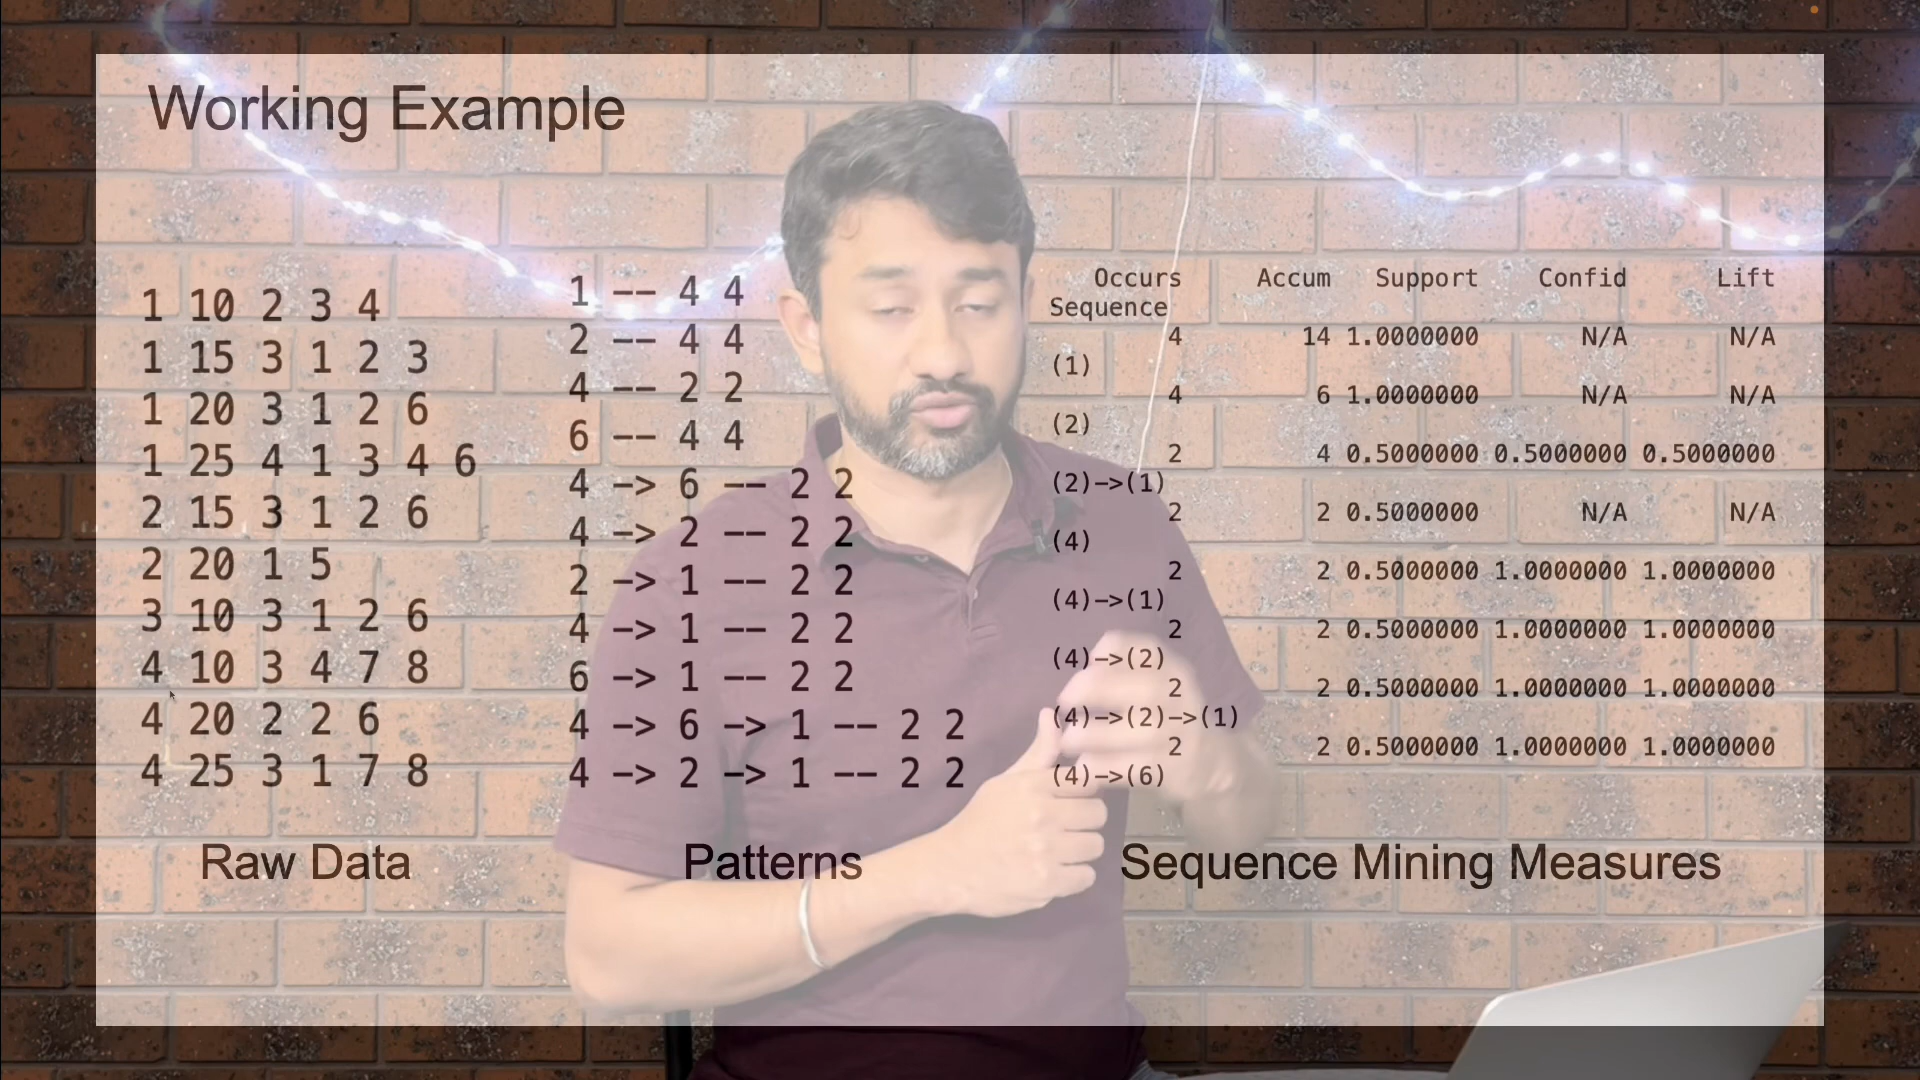 Working Example
1 10 2 3 4
1 15 3 1 2 3
1 20 3 1 2 6
1 25 4 1 3 4 6
2 15 3 1 2 6
2 20 1 5
3 10 3 1 2 6
4 10 3 4 7 8
4 20 2 2 6
4 25 3 1 7 8
Raw Data
1 -- 4 4
2 -- 4 4
4 -- 2 2
6 -- 4 4
4 -> 6 -- 2 2
4 -> 2 -- 2 2
2 -> 1 -- 2 2
4 -> 1 -- 2 2
6 -> 1 -- 2 2
4 -> 6 -> 1 -- 2 2
4 -> 2 -> 1 -- 2 2
Patterns
Occurs Accum Support Confid Lift
Sequence
4 14 1.0000000 N/A N/A
(1)
4 6 1.0000000 N/A N/A
(2)
2 4 0.5000000 0.5000000 0.5000000
(2)->(1)
2 2 0.5000000 N/A N/A
(4)
2 2 0.5000000 1.0000000 1.0000000
(4)->(1)
2 2 0.5000000 1.0000000 1.0000000
(4)->(2)
2 2 0.5000000 1.0000000 1.0000000
(4)->(2)->(1)
2 2 0.5000000 1.0000000 1.0000000
(4)->(6)
Sequence Mining Measures